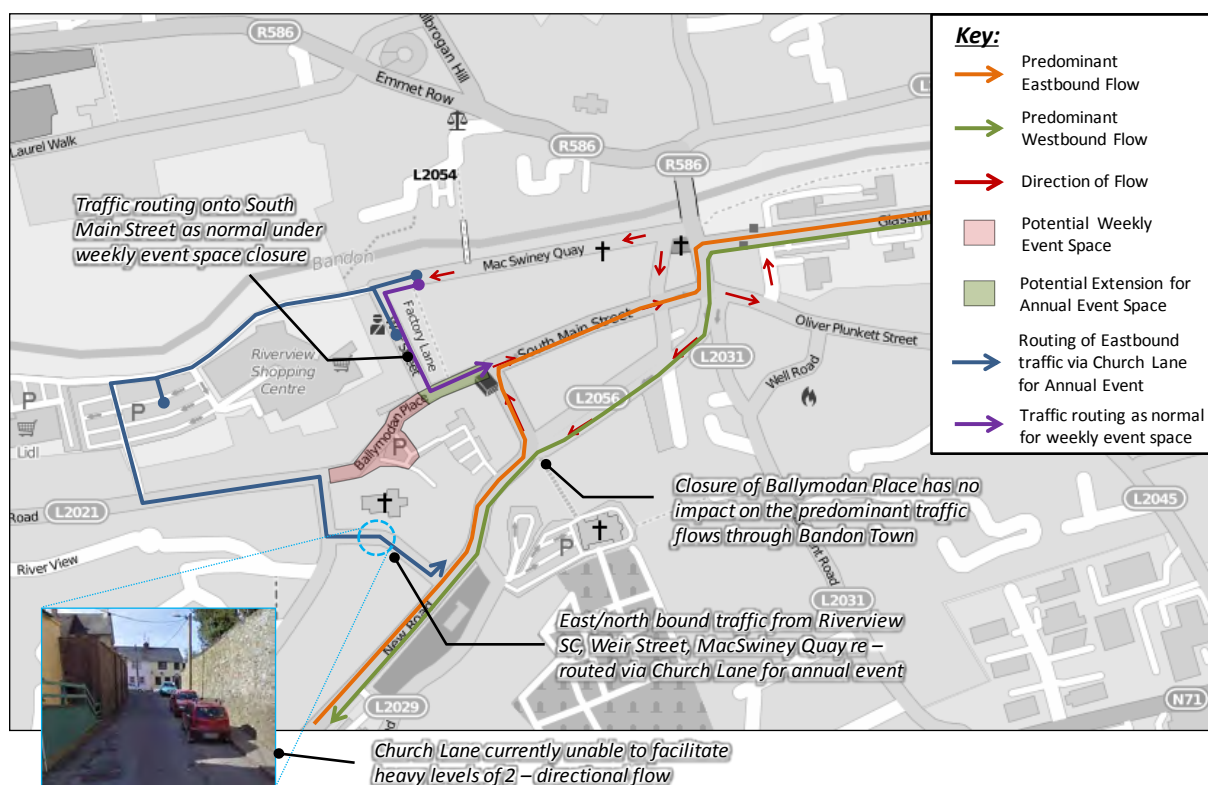 R586
Kilbrogan Hill
Emmet Row
Laurel Walk
R586
R586
L2054
Traffic routing onto South
Main Street as normal under
weekly event space closure
Bandon
Mac Swiney Quay
Factory Lane
South Main Street
Oliver Plunkett Street
L2031
Well Road
L2056
Riverview
Shopping
Centre
P
P
Lidl
Ballymodan Place
P
Road
L2021
River View
P
Closure of Ballymodan Place has no
impact on the predominant traffic
flows through Bandon Town
L2045
L2031
New Road
East/north bound traffic from Riverview
SC, Weir Street, MacSwiney Quay re –
routed via Church Lane for annual event
L2029
N71
Church Lane currently unable to facilitate
heavy levels of 2 – directional flow
Key:
Predominant
Eastbound Flow
Predominant
Westbound Flow
Direction of Flow
Potential Weekly
Event Space
Potential Extension for
Annual Event Space
Routing of Eastbound
traffic via Church Lane
for Annual Event
Traffic routing as normal
for weekly event space